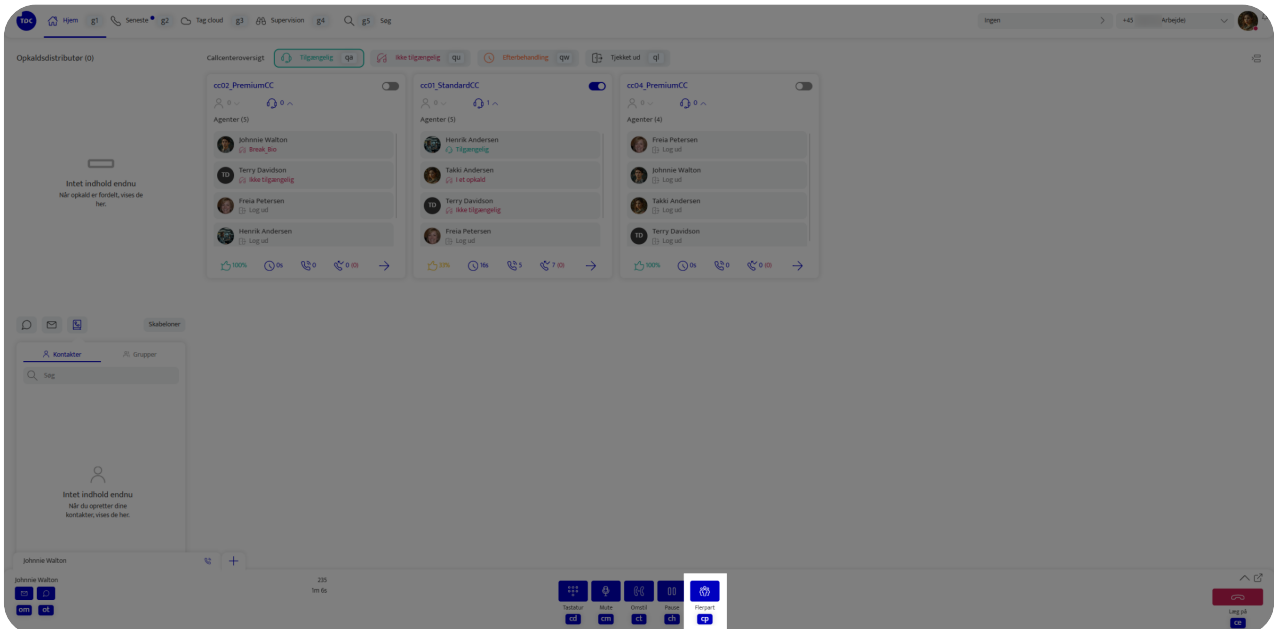 TDC
Hjem g1 Seneste g2 Tag cloud g3 Supervision g4 g5 Søg
Ingen
+45 Arbejde)
Opkaldsdistributør (0)
Callcenteroversigt Tilgængelig qa Ikke tilgængelig qu Efterbehandling qw Tjekket ud ql
Intet indhold endnu
Når opkald er fordelt, vises de
her.
cc02_PremiumCC
0 0
Agenter (5)
Johnnie Walton
Break_Bio
TD Terry Davidson
Ikke tilgængelig
Freia Petersen
Log ud
Henrik Andersen
Log ud
100% 0s 0 0 (0)
cc01_StandardCC
0 1
Agenter (5)
Henrik Andersen
Tilgængelig
Takki Andersen
I et opkald
TD Terry Davidson
Ikke tilgængelig
Freia Petersen
Log ud
5 7 (0)
cc04_PremiumCC
0 0
Agenter (4)
Freia Petersen
Log ud
Johnnie Walton
Log ud
Takki Andersen
Log ud
TD Terry Davidson
Log ud
100% 0s 0 0 (0)
Skabeloner
Kontakter Grupper
Søg
Intet indhold endnu
Når du opretter dine
kontakter, vises de her.
Johnnie Walton
Johnnie Walton
om ot
235
1m 6s
Tastatur Mute Omstil Pause Flerpart
cd cm ct ch cp
Læg på
ce